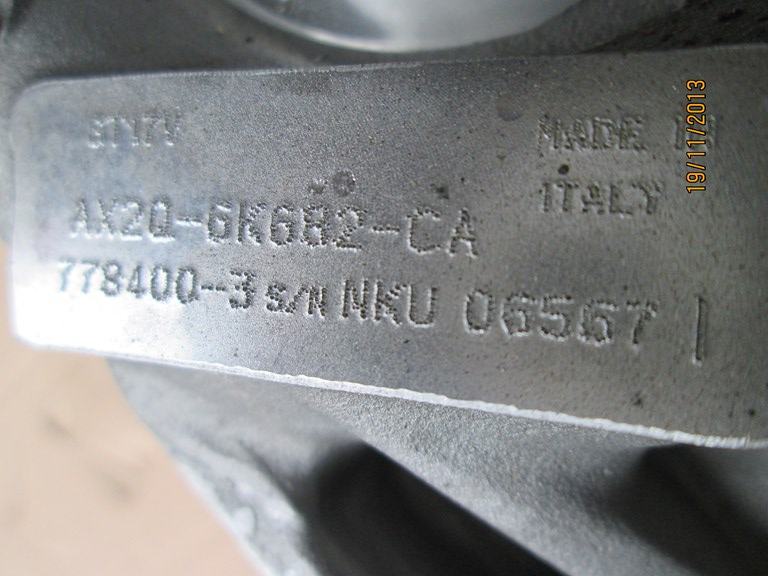 MADE IN
ITALY
AX2Q-6K682-CA
778400-3 S/N NKU 06567
19/11/2013